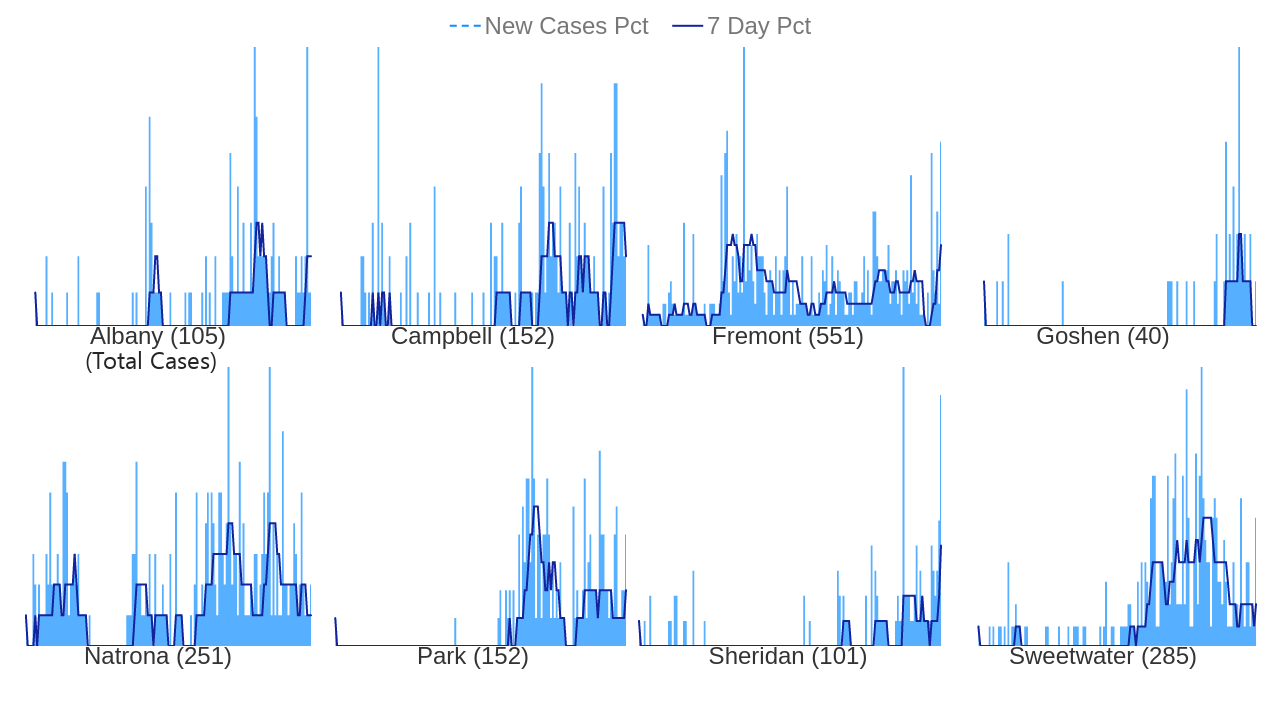 New Cases Pct 7 Day Pct
Albany (105)
(Total Cases)
Campbell (152)
Fremont (551)
Goshen (40)
Natrona (251)
Park (152)
Sheridan (101)
Sweetwater (285)